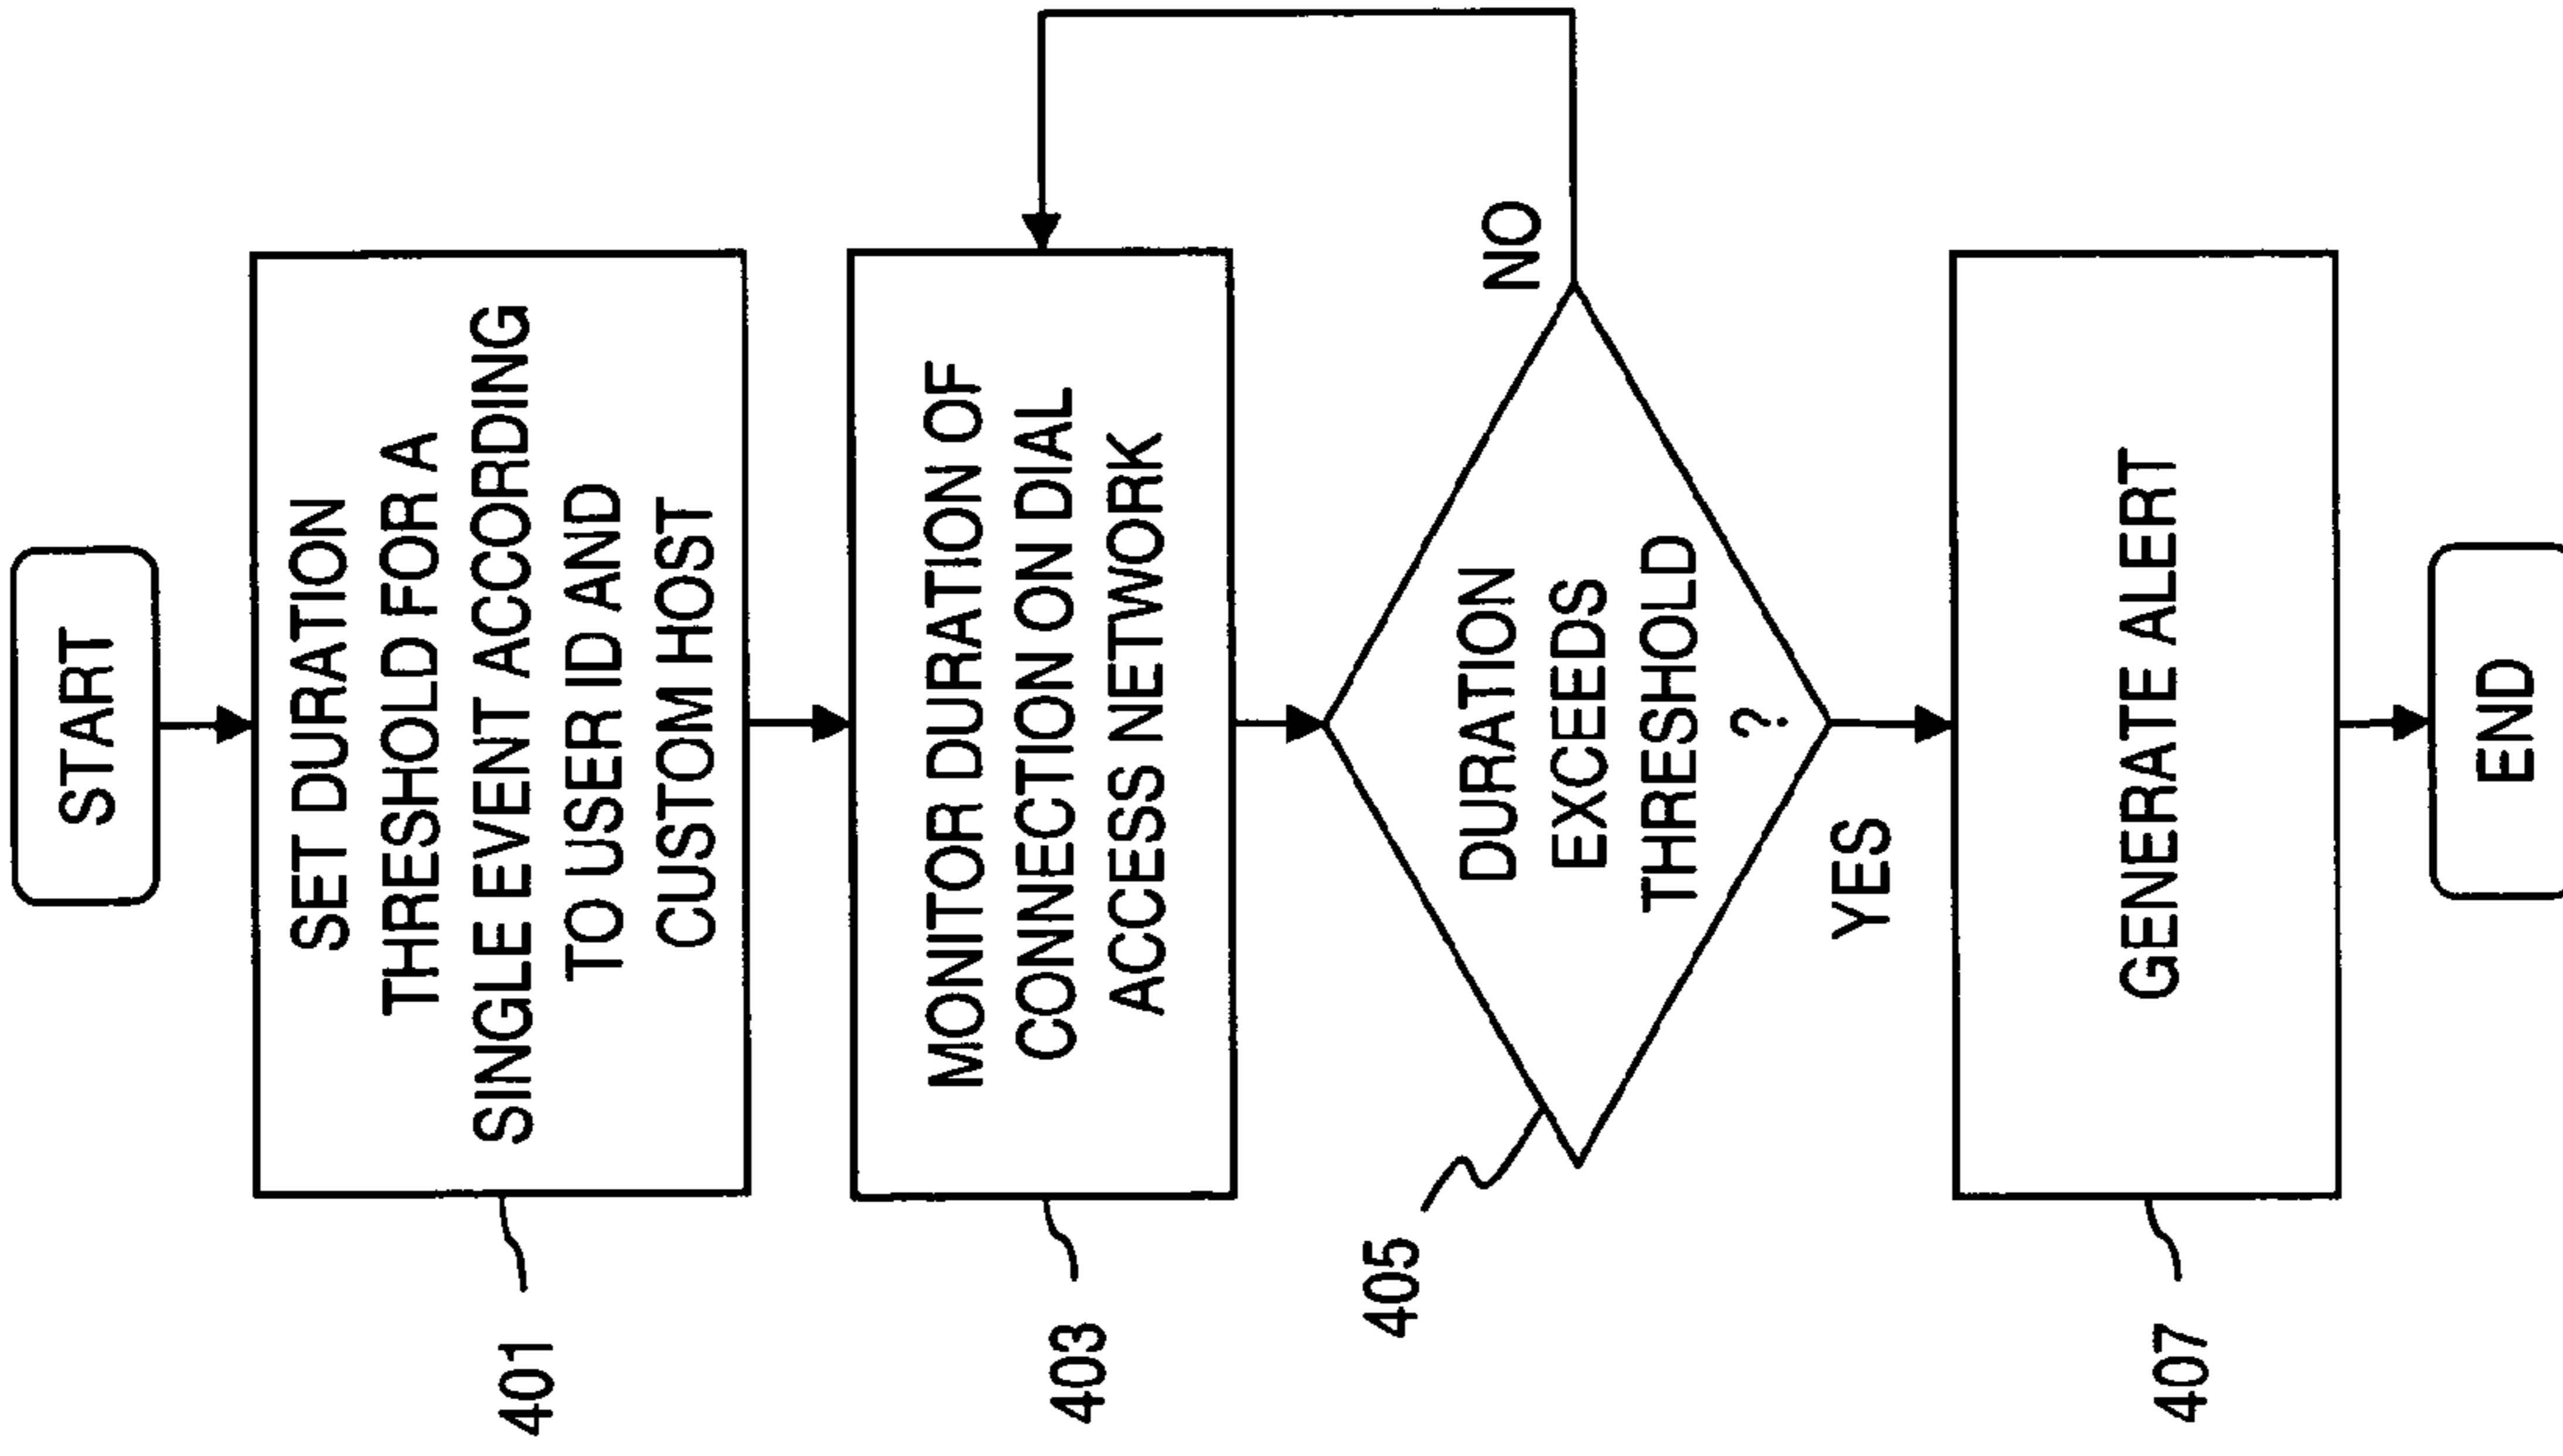 START
SET DURATION
THRESHOLD FOR A
SINGLE EVENT ACCORDING
TO USER ID AND
CUSTOM HOST
401
MONITOR DURATION OF
CONNECTION ON DIAL
ACCESS NETWORK
403
DURATION
EXCEEDS
THRESHOLD
?
405
NO
YES
GENERATE ALERT
407
END